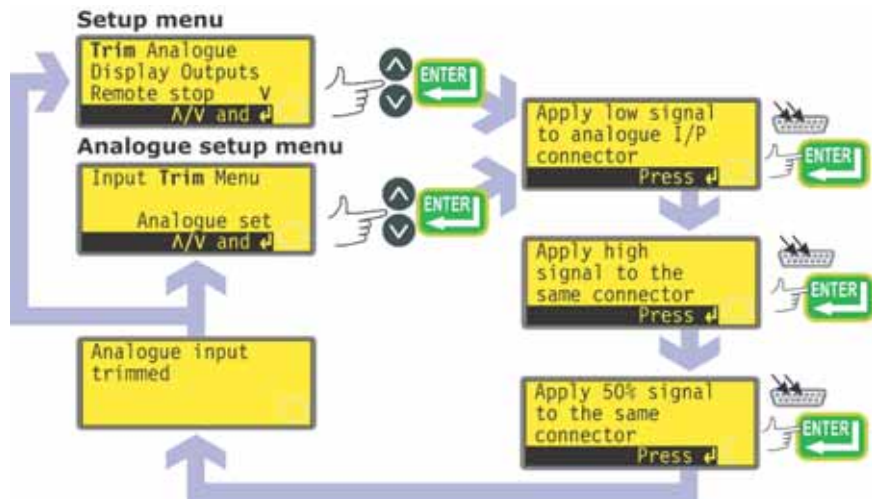 Setup menu
Trim Analogue
Display Outputs
Remote stop V
Λ/V and ↲
ENTER
Analogue setup menu
Input Trim Menu
Analogue set
Λ/V and ↲
ENTER
Apply low signal
to analogue I/P
connector
Press ↲
ENTER
Apply high
signal to the
same connector
Press ↲
ENTER
Apply 50% signal
to the same
connector
Press ↲
ENTER
Analogue input
trimmed